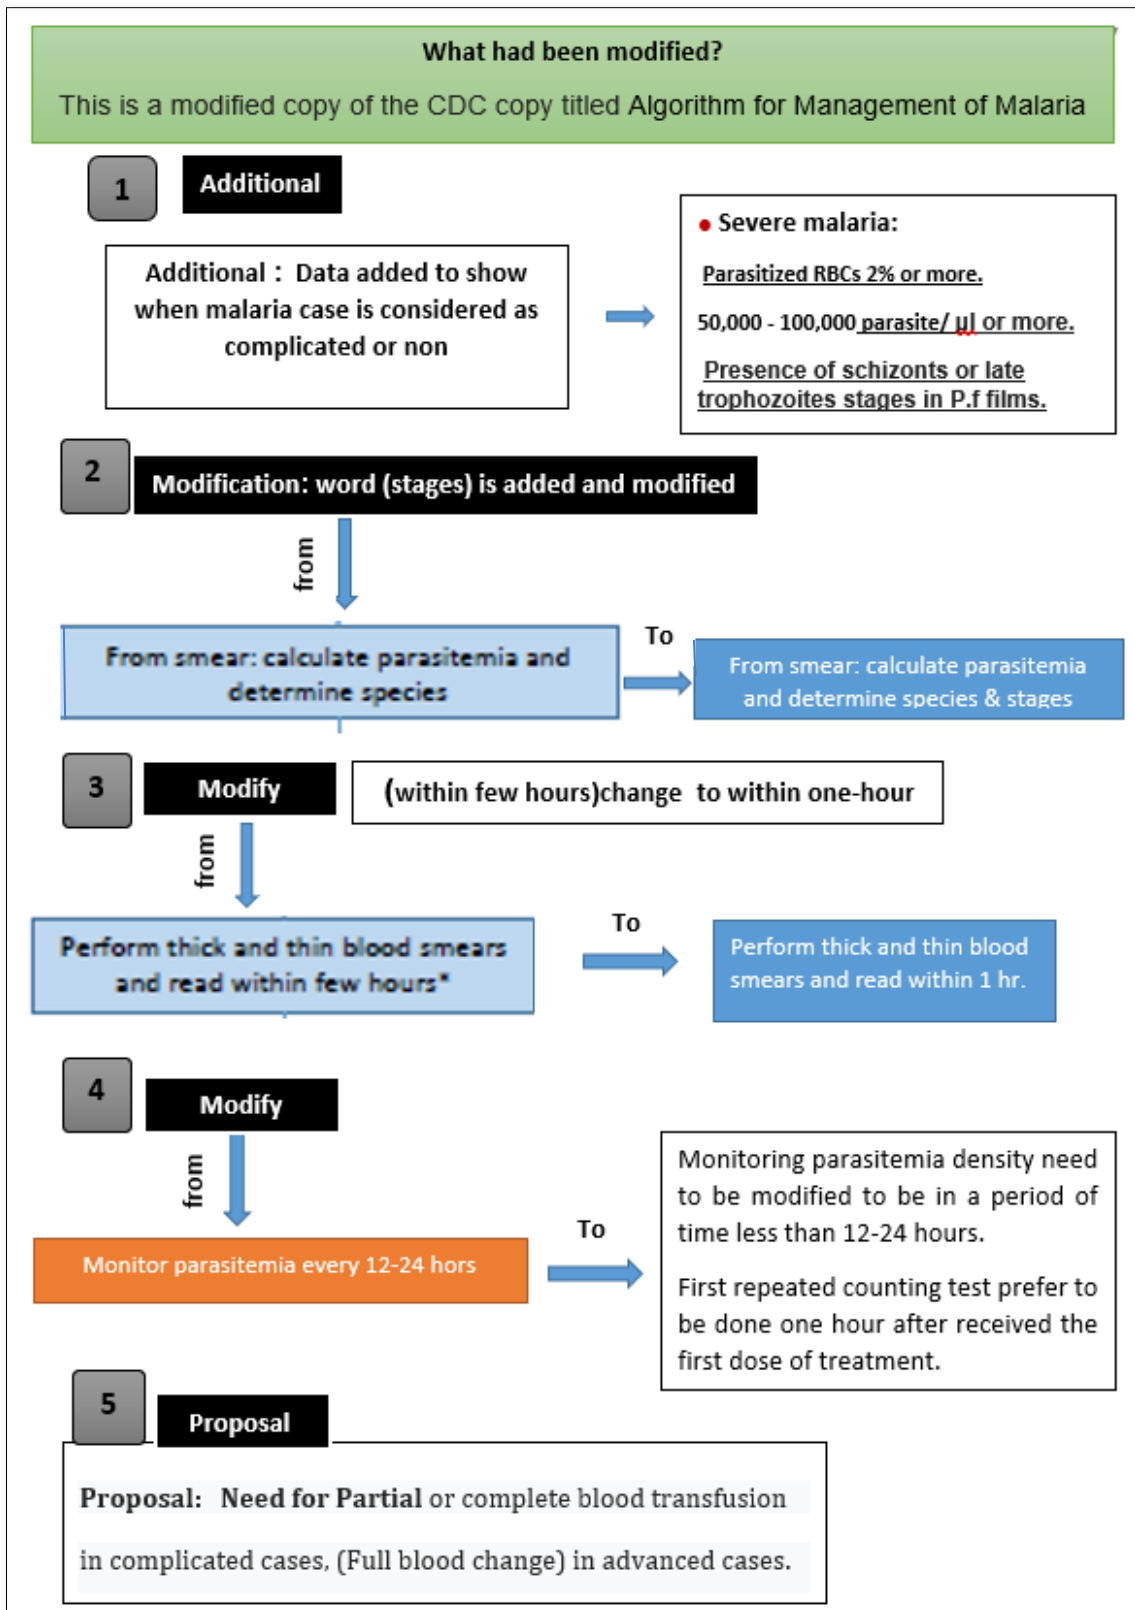 What had been modified?
This is a modified copy of the CDC copy titled Algorithm for Management of Malaria
1
Additional
Additional : Data added to show
when malaria case is considered as
complicated or non
• Severe malaria:
Parasitized RBCs 2% or more.
50,000 - 100,000 parasite/ µl or more.
Presence of schizonts or late
trophozoites stages in P.f films.
2
Modification: word (stages) is added and modified
from
From smear: calculate parasitemia and
determine species
To
From smear: calculate parasitemia
and determine species & stages
3
Modify
(within few hours)change to within one-hour
from
Perform thick and thin blood smears
and read within few hours*
To
Perform thick and thin blood
smears and read within 1 hr.
4
Modify
from
Monitor parasitemia every 12-24 hors
To
Monitoring parasitemia density need
to be modified to be in a period of
time less than 12-24 hours.
First repeated counting test prefer to
be done one hour after received the
first dose of treatment.
5
Proposal
Proposal: Need for Partial or complete blood transfusion
in complicated cases, (Full blood change) in advanced cases.